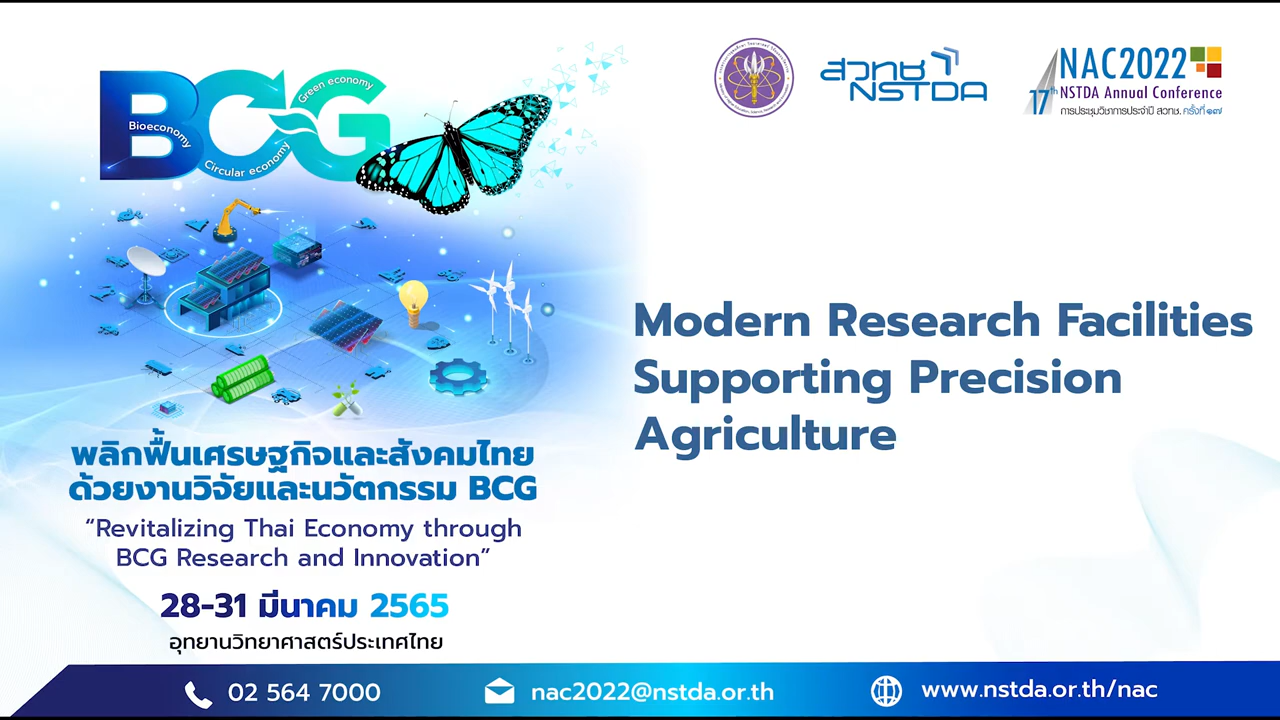 BCG
Bioeconomy
Circular economy
Green economy
สวทช
NSTDA
NAC2022
17th NSTDA Annual Conference
การประชุมวิชาการประจำปี สวทช. ครั้งที่ ๑๗
Modern Research Facilities
Supporting Precision
Agriculture
พลิกฟื้นเศรษฐกิจและสังคมไทย
ด้วยงานวิจัยและนวัตกรรม BCG
“Revitalizing Thai Economy through
BCG Research and Innovation”
28-31 มีนาคม 2565
อุทยานวิทยาศาสตร์ประเทศไทย
02 564 7000
nac2022@nstda.or.th
www.nstda.or.th/nac